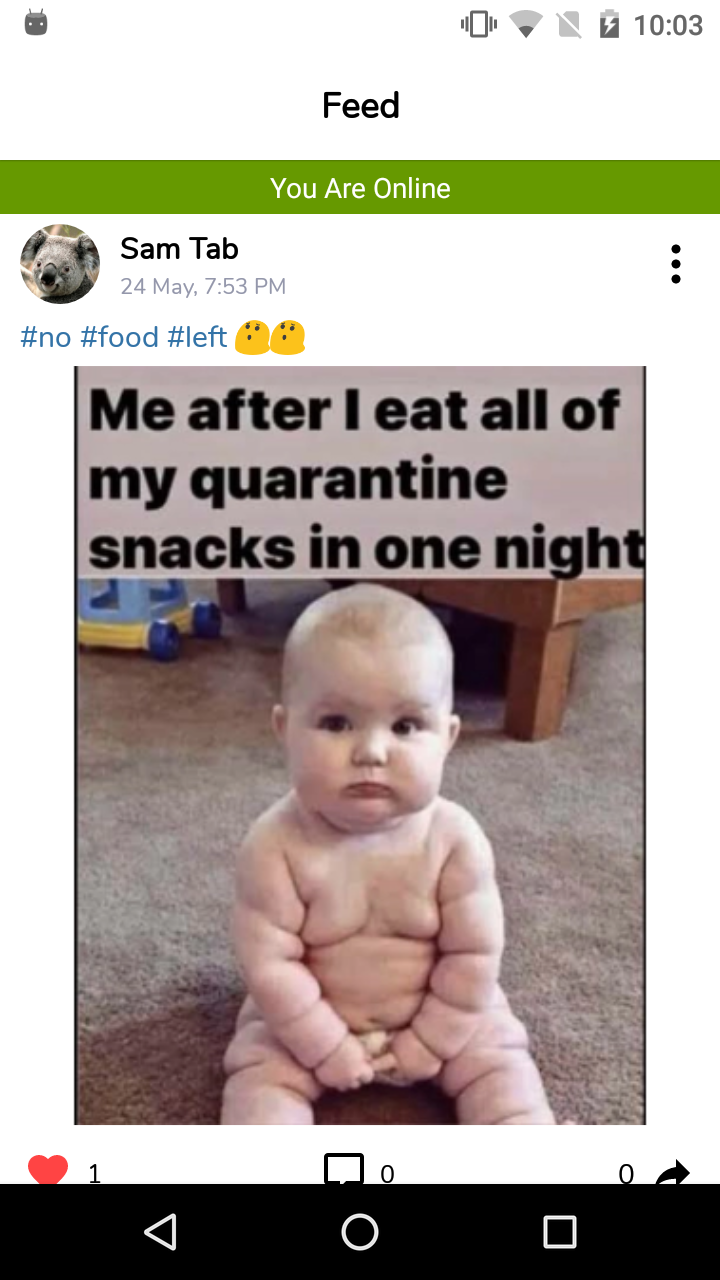 10:03
Feed
You Are Online
Sam Tab
24 May, 7:53 PM
#no #food #left 🤔🤔
Me after I eat all of
my quarantine
snacks in one night
1
0
0